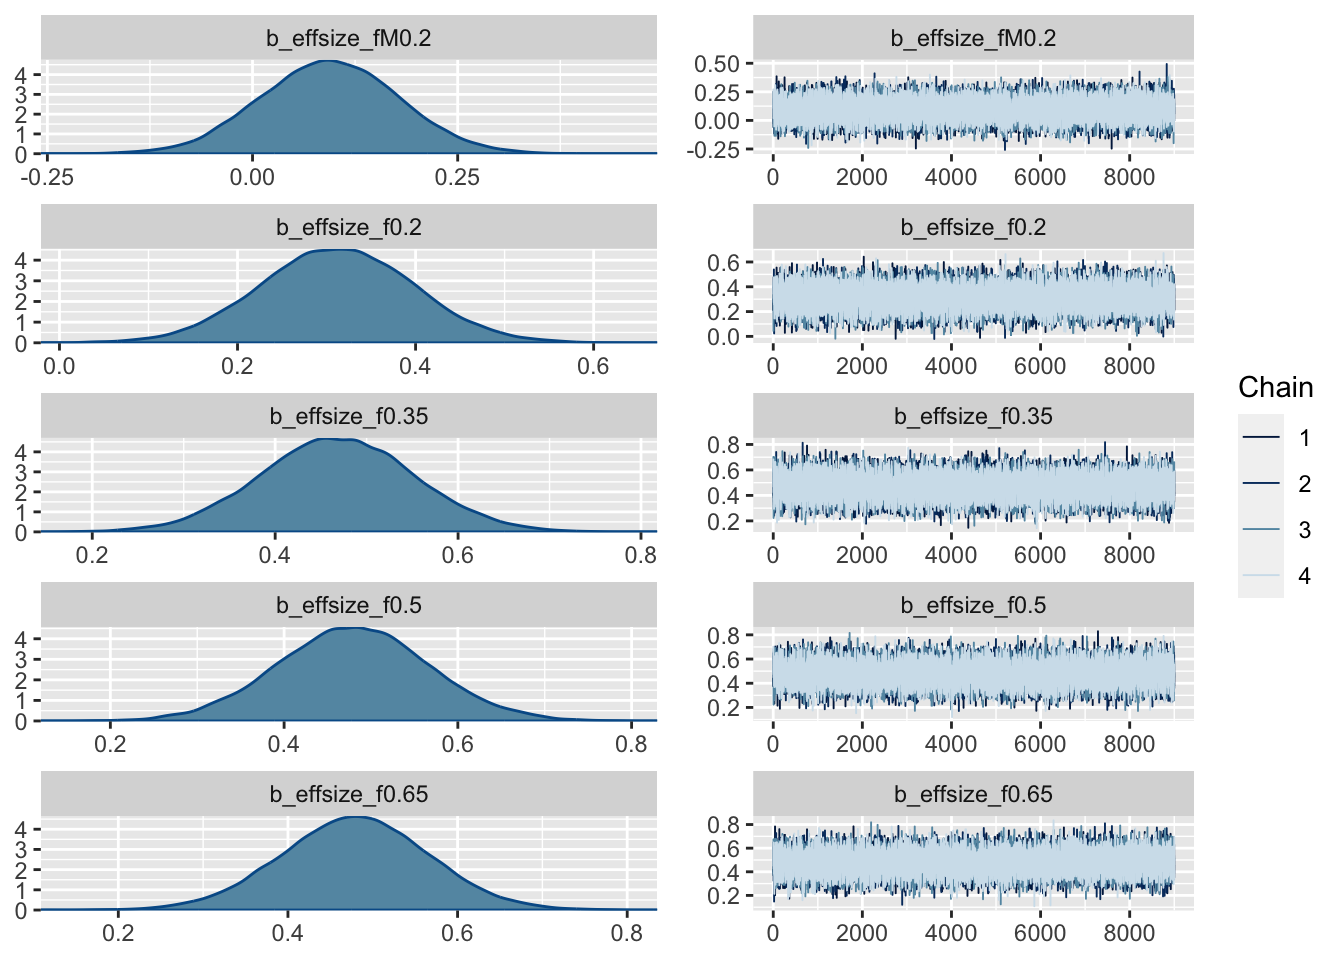 b_effsize_fM0.2
4
3
2
1
0
-0.25 0.00 0.25
b_effsize_fM0.2
0.50
0.25
0.00
-0.25
0 2000 4000 6000 8000
b_effsize_f0.2
4
3
2
1
0
0.0 0.2 0.4 0.6
b_effsize_f0.2
0.6
0.4
0.2
0.0
0 2000 4000 6000 8000
b_effsize_f0.35
4
3
2
1
0
0.2 0.4 0.6 0.8
b_effsize_f0.35
0.8
0.6
0.4
0.2
0 2000 4000 6000 8000
b_effsize_f0.5
4
3
2
1
0
0.2 0.4 0.6 0.8
b_effsize_f0.5
0.8
0.6
0.4
0.2
0 2000 4000 6000 8000
b_effsize_f0.65
4
3
2
1
0
0.2 0.4 0.6 0.8
b_effsize_f0.65
0.8
0.6
0.4
0.2
0 2000 4000 6000 8000
Chain
1
2
3
4